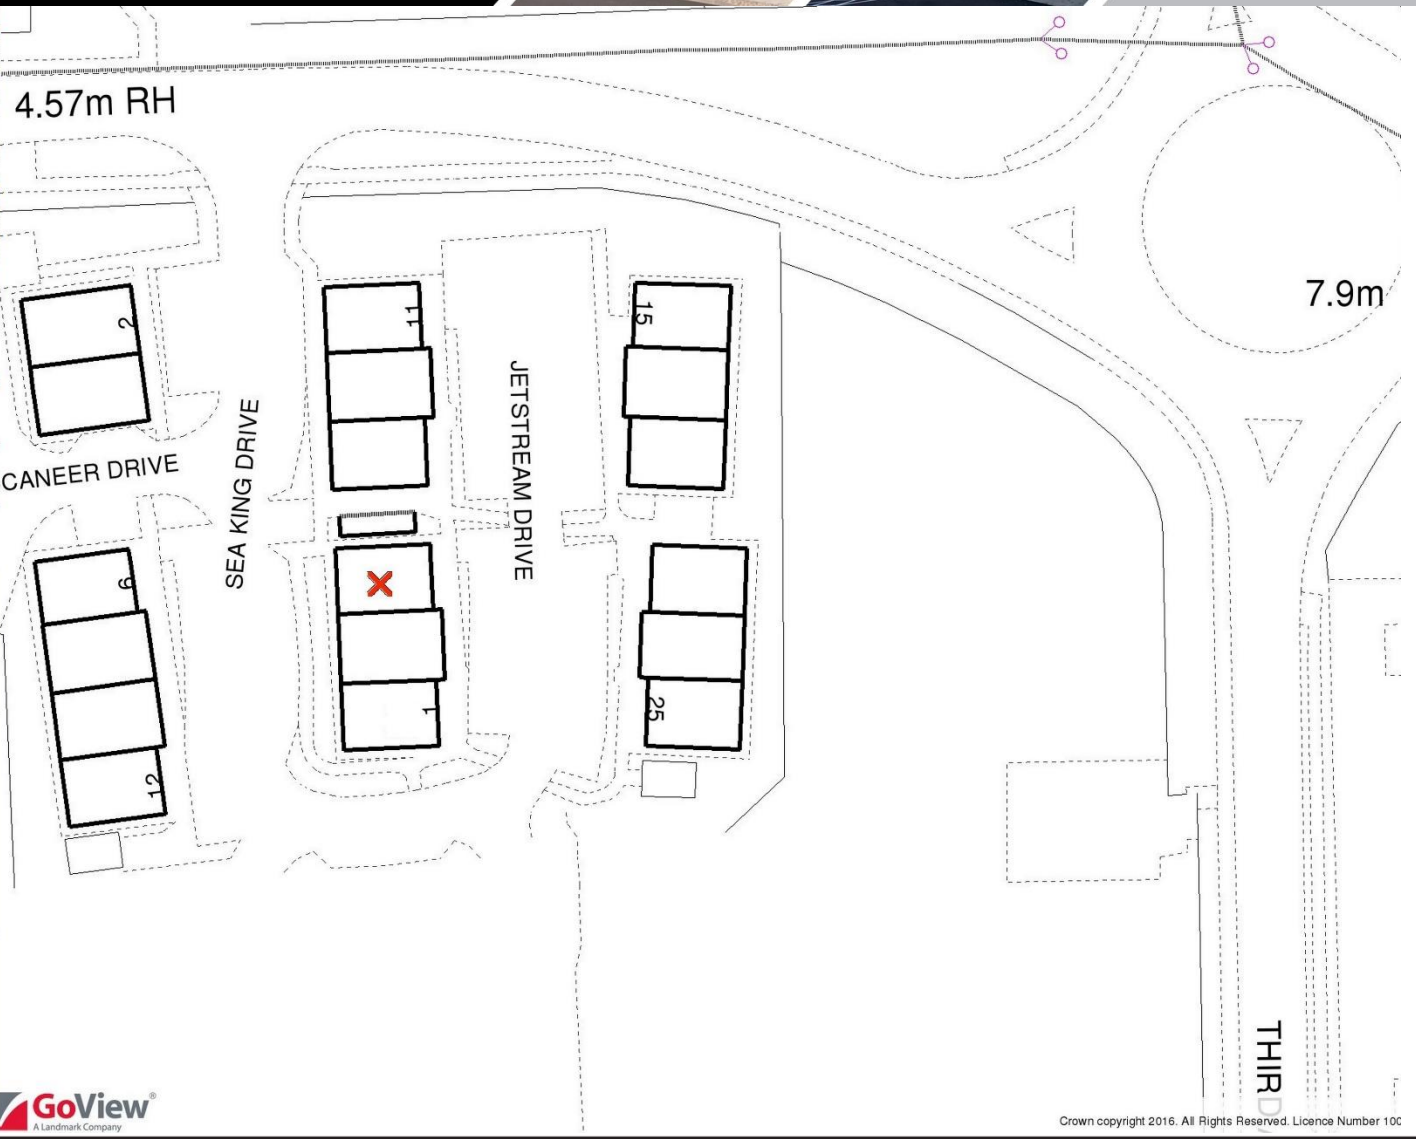 4.57m RH
7.9m
2
11
15
JETSTREAM DRIVE
SEA KING DRIVE
CANEER DRIVE
6
1
25
12
THIRD
GoView®
A Landmark Company
Crown copyright 2016. All Rights Reserved. Licence Number 100